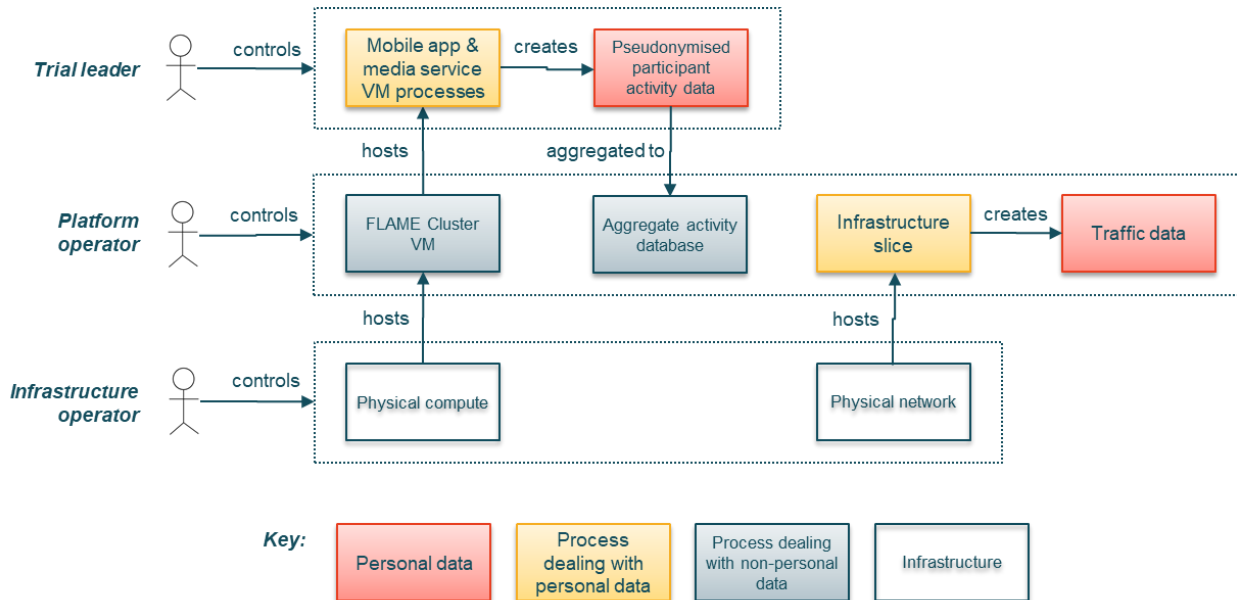 Trial leader
controls
Mobile app &
media service
VM processes
creates
Pseudonymised
participant
activity data
hosts
aggregated to
Platform
operator
controls
FLAME Cluster
VM
Aggregate activity
database
Infrastructure
slice
creates
Traffic data
hosts
hosts
Infrastructure
operator
controls
Physical compute
Physical network
Key:
Personal data
Process
dealing with
personal data
Process dealing
with non-personal
data
Infrastructure